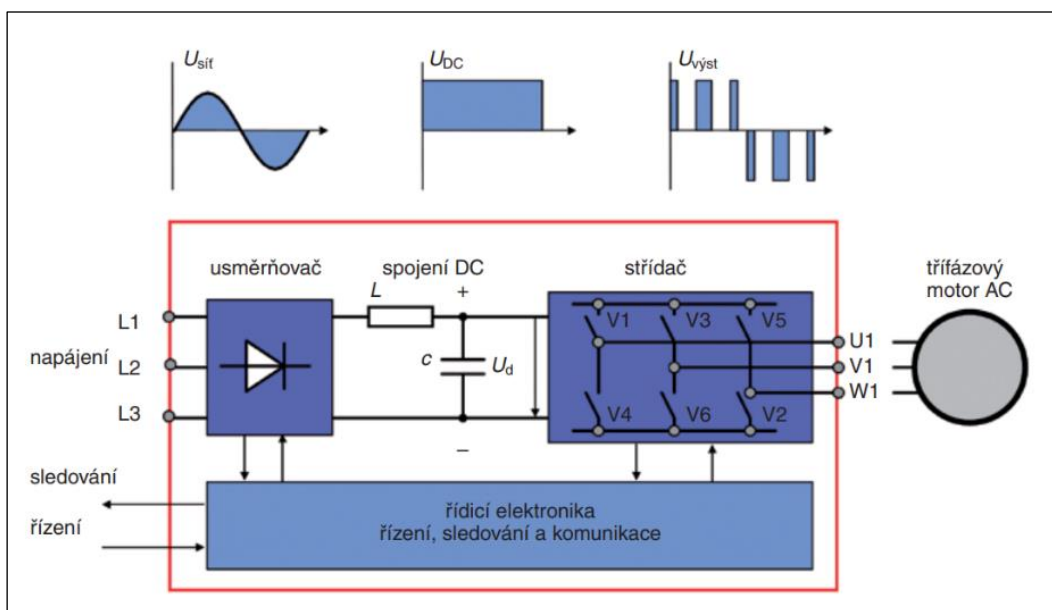 Usíť
UDC
Uvýst
usměrňovač
spojení DC
střídač
třífázový
motor AC
L
+
L1
V1
V3
V5
U1
napájení
L2
c
Ud
V1
W1
L3
V4
V6
V2
–
sledování
řízení
řídicí elektronika
řízení, sledování a komunikace